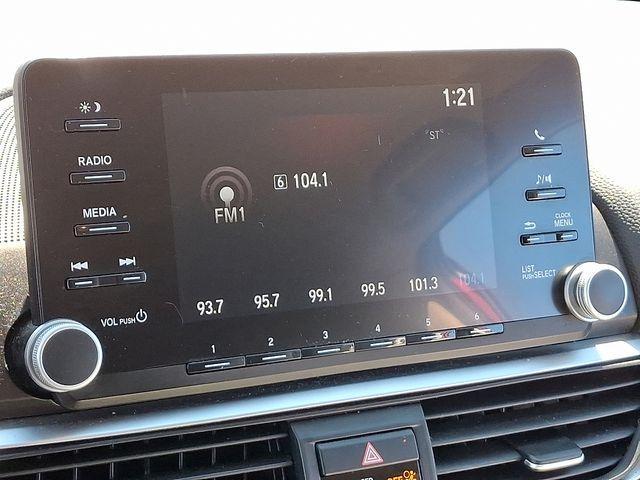 1:21
ST
RADIO
6 104.1
FM1
MEDIA
CLOCK
MENU
LIST
PUSH SELECT
VOL PUSH
93.7 95.7 99.1 99.5 101.3 104.1
1 2 3 4 5 6
OFF